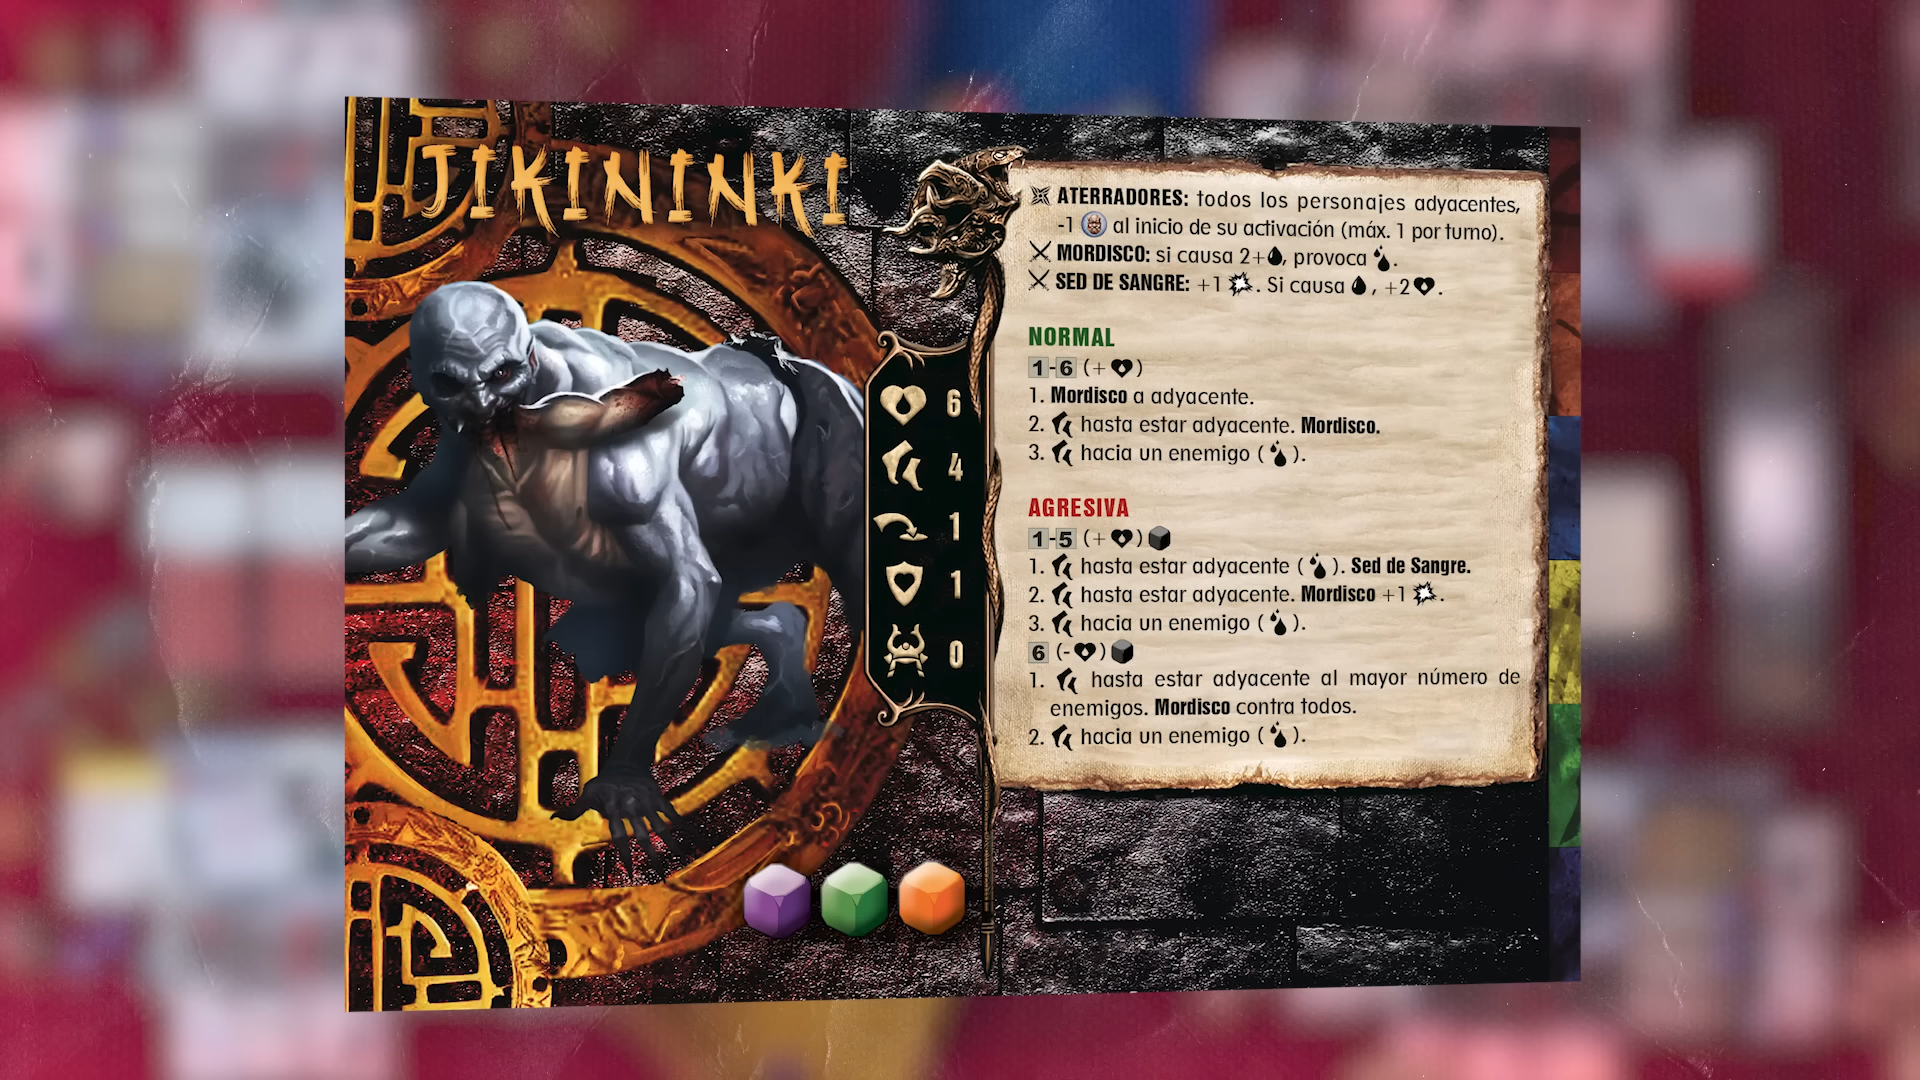 JIKININKI
ATERRADORES: todos los personajes adyacentes,
-1 al inicio de su activación (máx. 1 por turno).
MORDISCO: si causa 2+, provoca .
SED DE SANGRE: +1 . Si causa , +2 .
6
4
1
1
0
NORMAL
1-6 (+ )
1. Mordisco a adyacente.
2. hasta estar adyacente. Mordisco.
3. hacia un enemigo ( ).
AGRESIVA
1-5 (+ )
1. hasta estar adyacente ( ). Sed de Sangre.
2. hasta estar adyacente. Mordisco +1 .
3. hacia un enemigo ( ).
6 (- )
1. hasta estar adyacente al mayor número de
enemigos. Mordisco contra todos.
2. hacia un enemigo ( ).